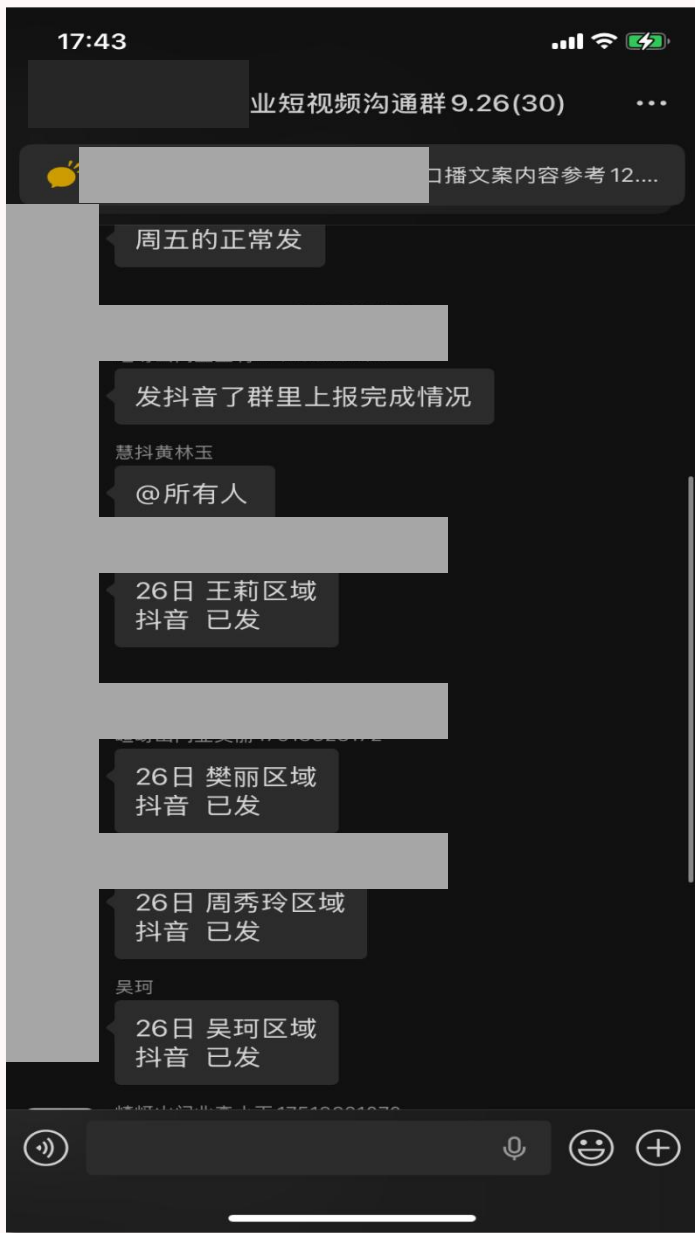 17:43
业短视频沟通群9.26(30)
口播文案内容参考12....
周五的正常发
发抖音了群里上报完成情况
慧抖黄林玉
@所有人
26日 王莉区域
抖音 已发
26日 樊丽区域
抖音 已发
26日 周秀玲区域
抖音 已发
吴珂
26日 吴珂区域
抖音 已发